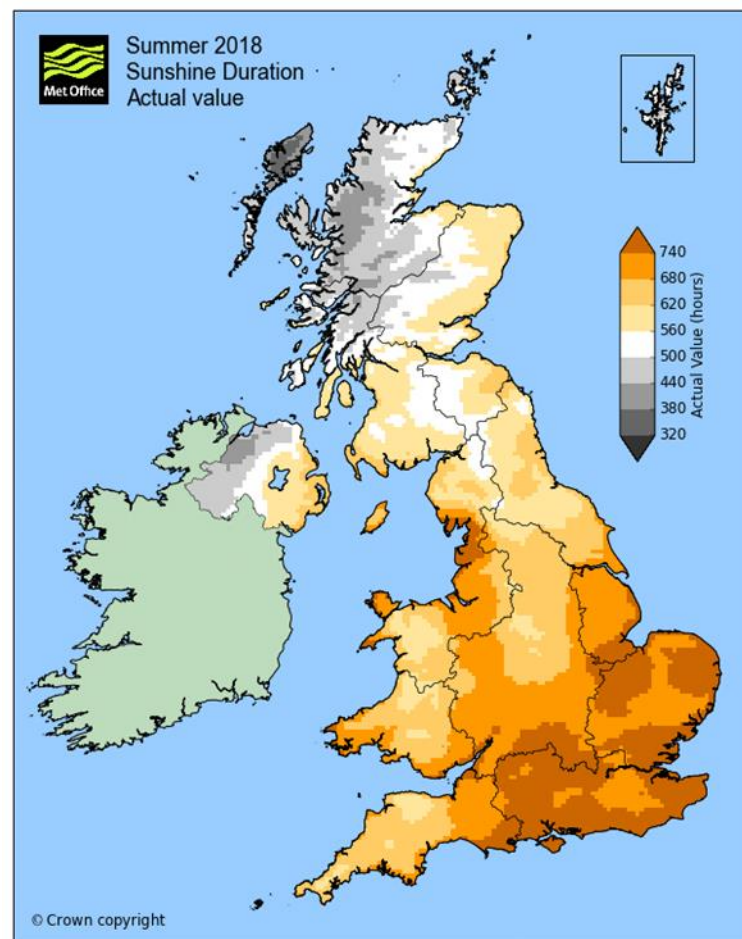 Met Office
Summer 2018
Sunshine Duration
Actual value
740
680
620
560
500
440
380
320
Actual Value (hours)
© Crown copyright